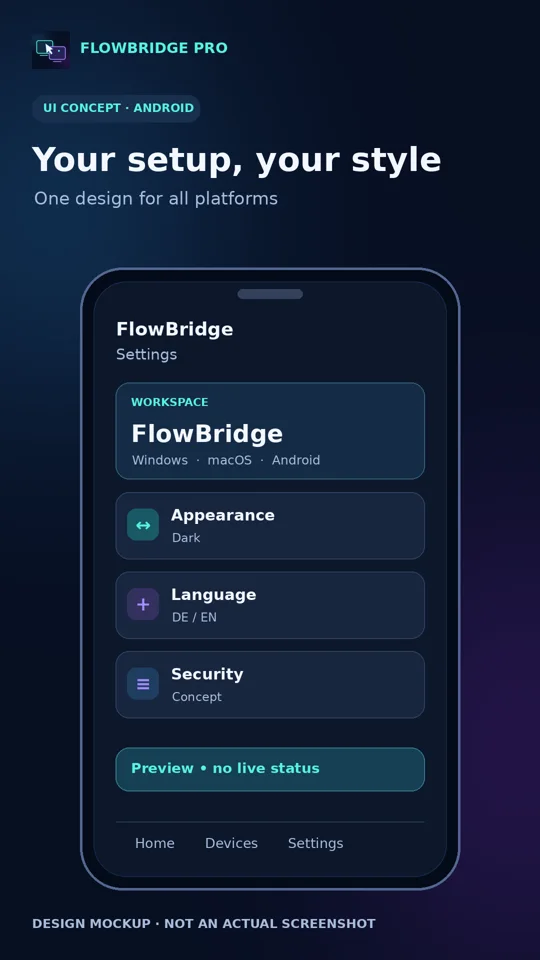 FLOWBRIDGE PRO
UI CONCEPT · ANDROID
Your setup, your style
One design for all platforms
FlowBridge
Settings
WORKSPACE
FlowBridge
Windows · macOS · Android
Appearance
Dark
Language
DE / EN
Security
Concept
Preview • no live status
Home Devices Settings
DESIGN MOCKUP · NOT AN ACTUAL SCREENSHOT